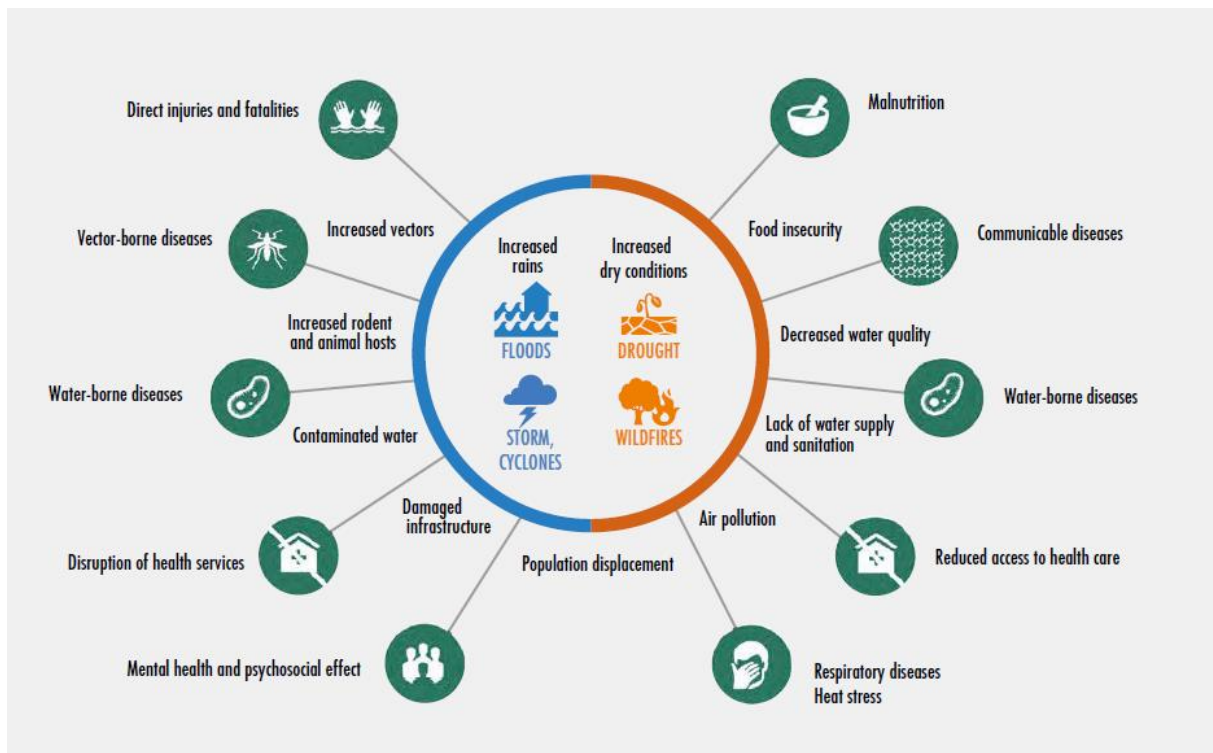 Direct injuries and fatalities
Malnutrition
Vector-borne diseases
Increased vectors
Increased
rains
Increased
dry conditions
Food insecurity
Communicable diseases
Increased rodent
and animal hosts
FLOODS
DROUGHT
Decreased water quality
Water-borne diseases
Contaminated water
STORM,
CYCLONES
WILDFIRES
Lack of water supply
and sanitation
Water-borne diseases
Damaged
infrastructure
Air pollution
Disruption of health services
Population displacement
Reduced access to health care
Mental health and psychosocial effect
Respiratory diseases
Heat stress